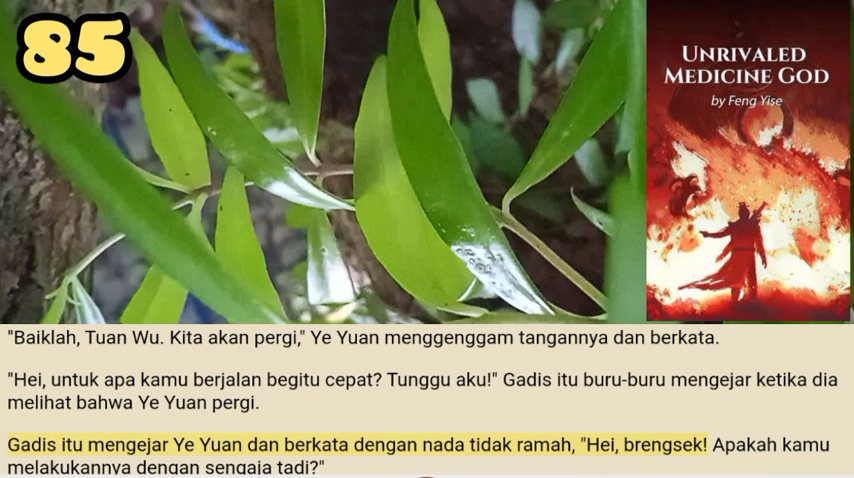 85
UNRIVALED
MEDICINE GOD
by Feng Yise
"Baiklah, Tuan Wu. Kita akan pergi," Ye Yuan menggenggam tangannya dan berkata.
"Hei, untuk apa kamu berjalan begitu cepat? Tunggu aku!" Gadis itu buru-buru mengejar ketika dia
melihat bahwa Ye Yuan pergi.
Gadis itu mengejar Ye Yuan dan berkata dengan nada tidak ramah, "Hei, brengsek! Apakah kamu
melakukannya dengan sengaja tadi?"